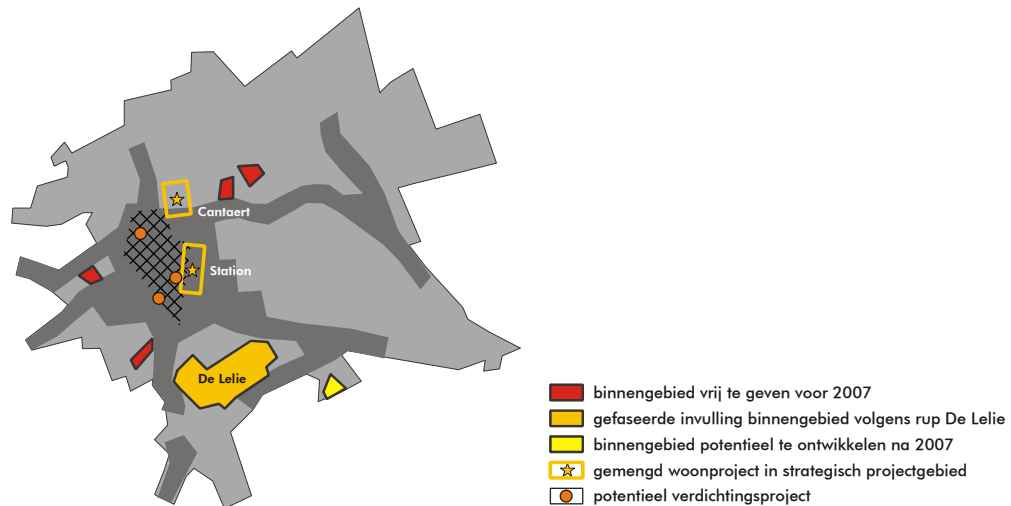 Cantaert
Station
De Lelie
binnengebied vrij te geven voor 2007
gefaseerde invulling binnengebied volgens rup De Lelie
binnengebied potentieel te ontwikkelen na 2007
gemengd woonproject in strategisch projectgebied
potentieel verdichtingsproject